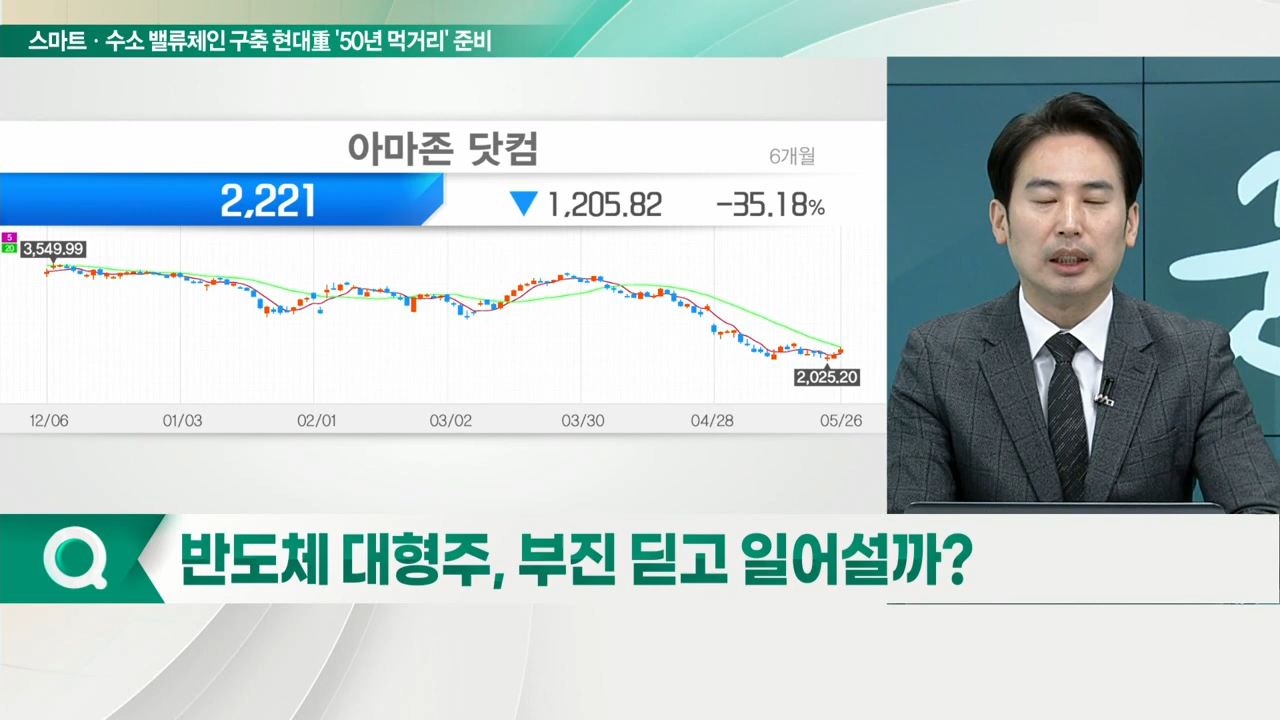 스마트·수소 밸류체인 구축 현대重 '50년 먹거리' 준비
아마존 닷컴
6개월
2,221 ▼ 1,205.82 -35.18%
5
20
3,549.99
2,025.20
12/06 01/03 02/01 03/02 03/30 04/28 05/26
반도체 대형주, 부진 딛고 일어설까?